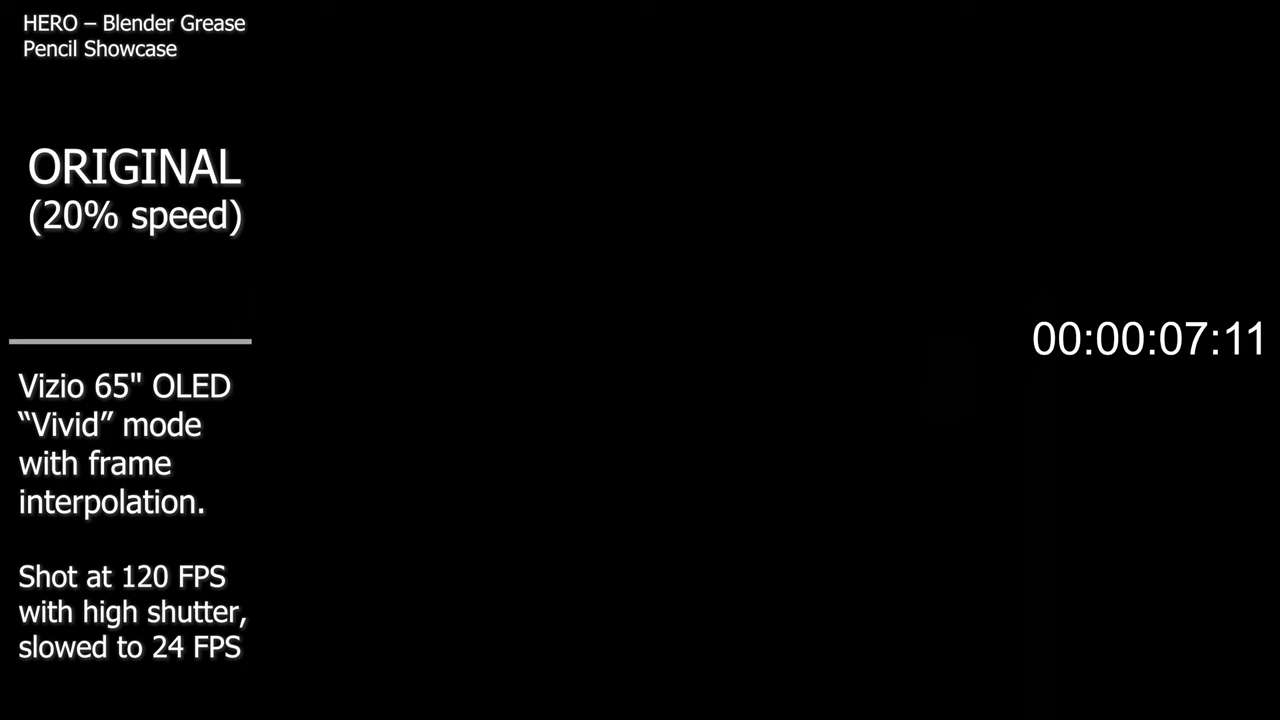 HERO – Blender Grease
Pencil Showcase
ORIGINAL
(20% speed)
00:00:07:11
Vizio 65" OLED
“Vivid” mode
with frame
interpolation.
Shot at 120 FPS
with high shutter,
slowed to 24 FPS